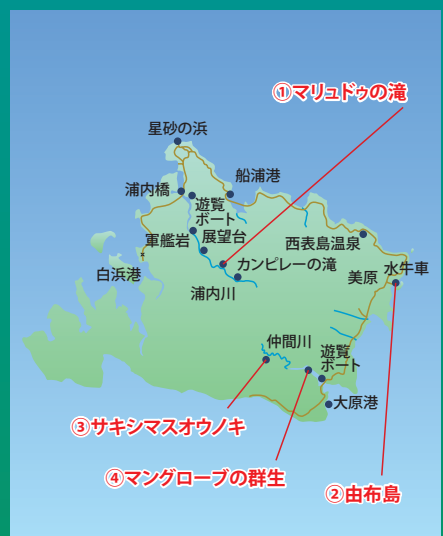 ①マリュドゥの滝
星砂の浜
船浦港
浦内橋
遊覧
ボート
展望台
軍艦岩
西表島温泉
カンピレーの滝
水牛車
美原
白浜港
浦内川
仲間川
遊覧
ボート
大原港
③サキシマスオウノキ
④マングローブの群生
②由布島